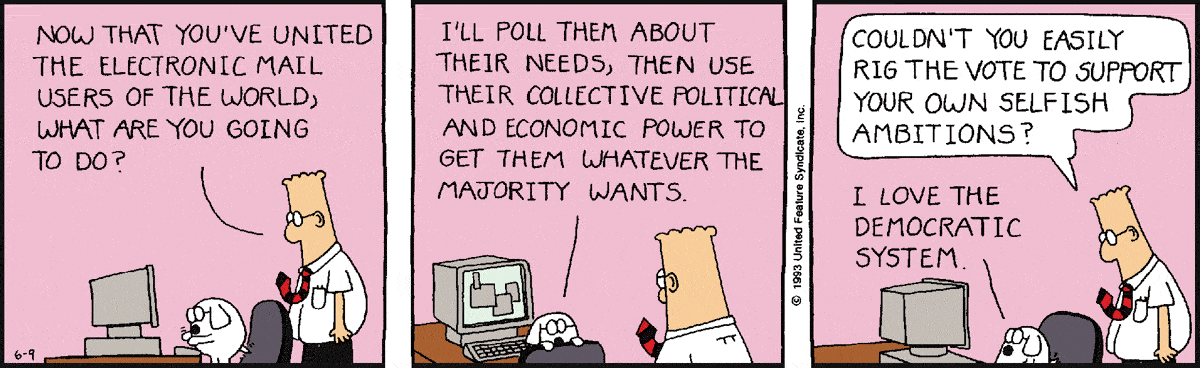 NOW THAT YOU'VE UNITED
THE ELECTRONIC MAIL
USERS OF THE WORLD,
WHAT ARE YOU GOING
TO DO?
6-9
I'LL POLL THEM ABOUT
THEIR NEEDS, THEN USE
THEIR COLLECTIVE POLITICAL
AND ECONOMIC POWER TO
GET THEM WHATEVER THE
MAJORITY WANTS.
© 1993 United Feature Syndicate, Inc.
COULDN'T YOU EASILY
RIG THE VOTE TO SUPPORT
YOUR OWN SELFISH
AMBITIONS?
I LOVE THE
DEMOCRATIC
SYSTEM.